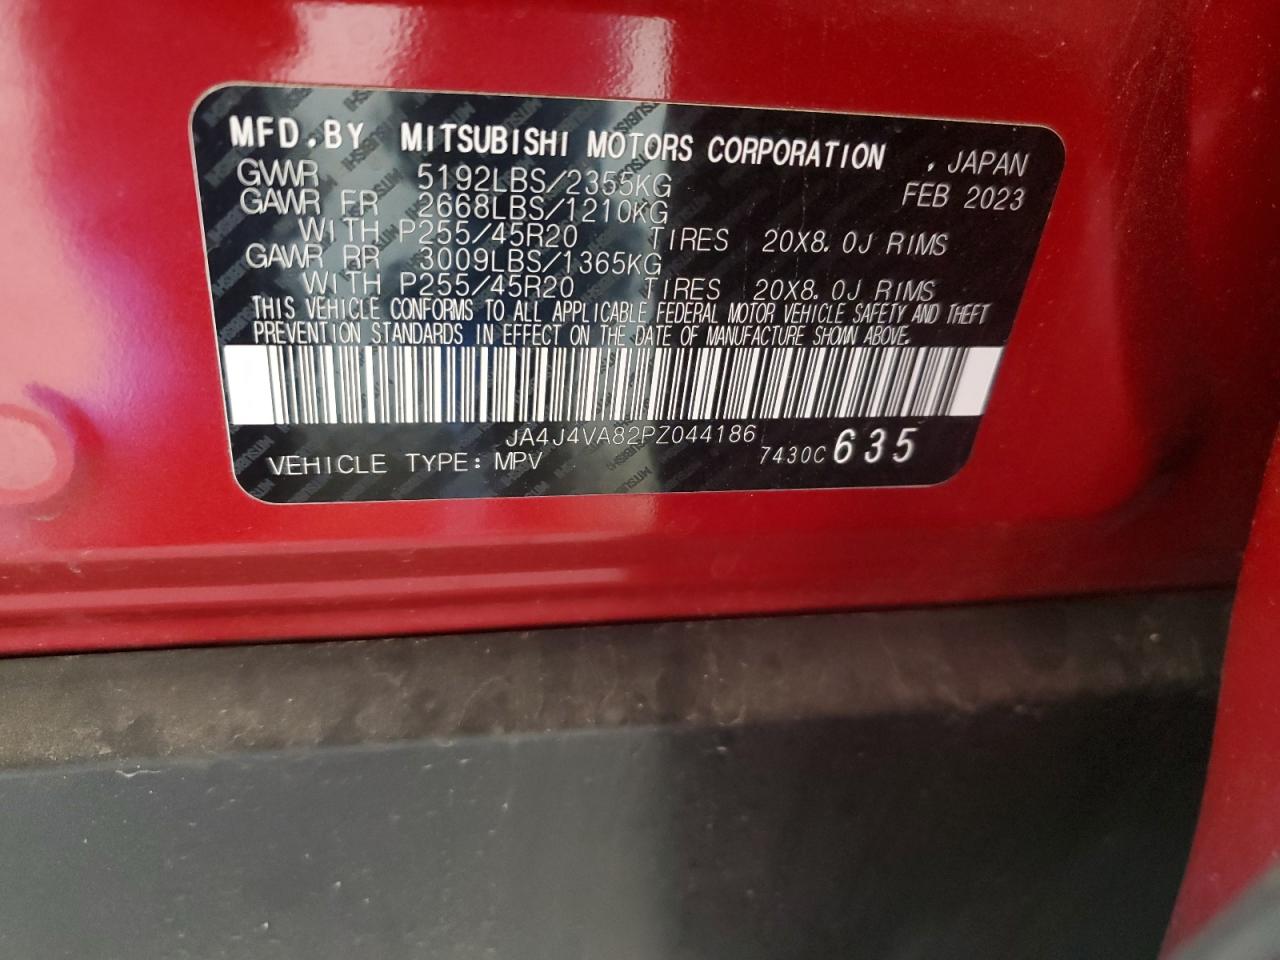 MFD.BY MITSUBISHI MOTORS CORPORATION , JAPAN
GVWR 5192LBS/2355KG FEB 2023
GAWR FR 2668LBS/1210KG
WITH P255/45R20 TIRES 20X8.0J RIMS
GAWR RR 3009LBS/1365KG
WITH P255/45R20 TIRES 20X8.0J RIMS
THIS VEHICLE CONFORMS TO ALL APPLICABLE FEDERAL MOTOR VEHICLE SAFETY AND THEFT
PREVENTION STANDARDS IN EFFECT ON THE DATE OF MANUFACTURE SHOWN ABOVE.
JA4J4VA82PZ044186
VEHICLE TYPE: MPV 7430C 635